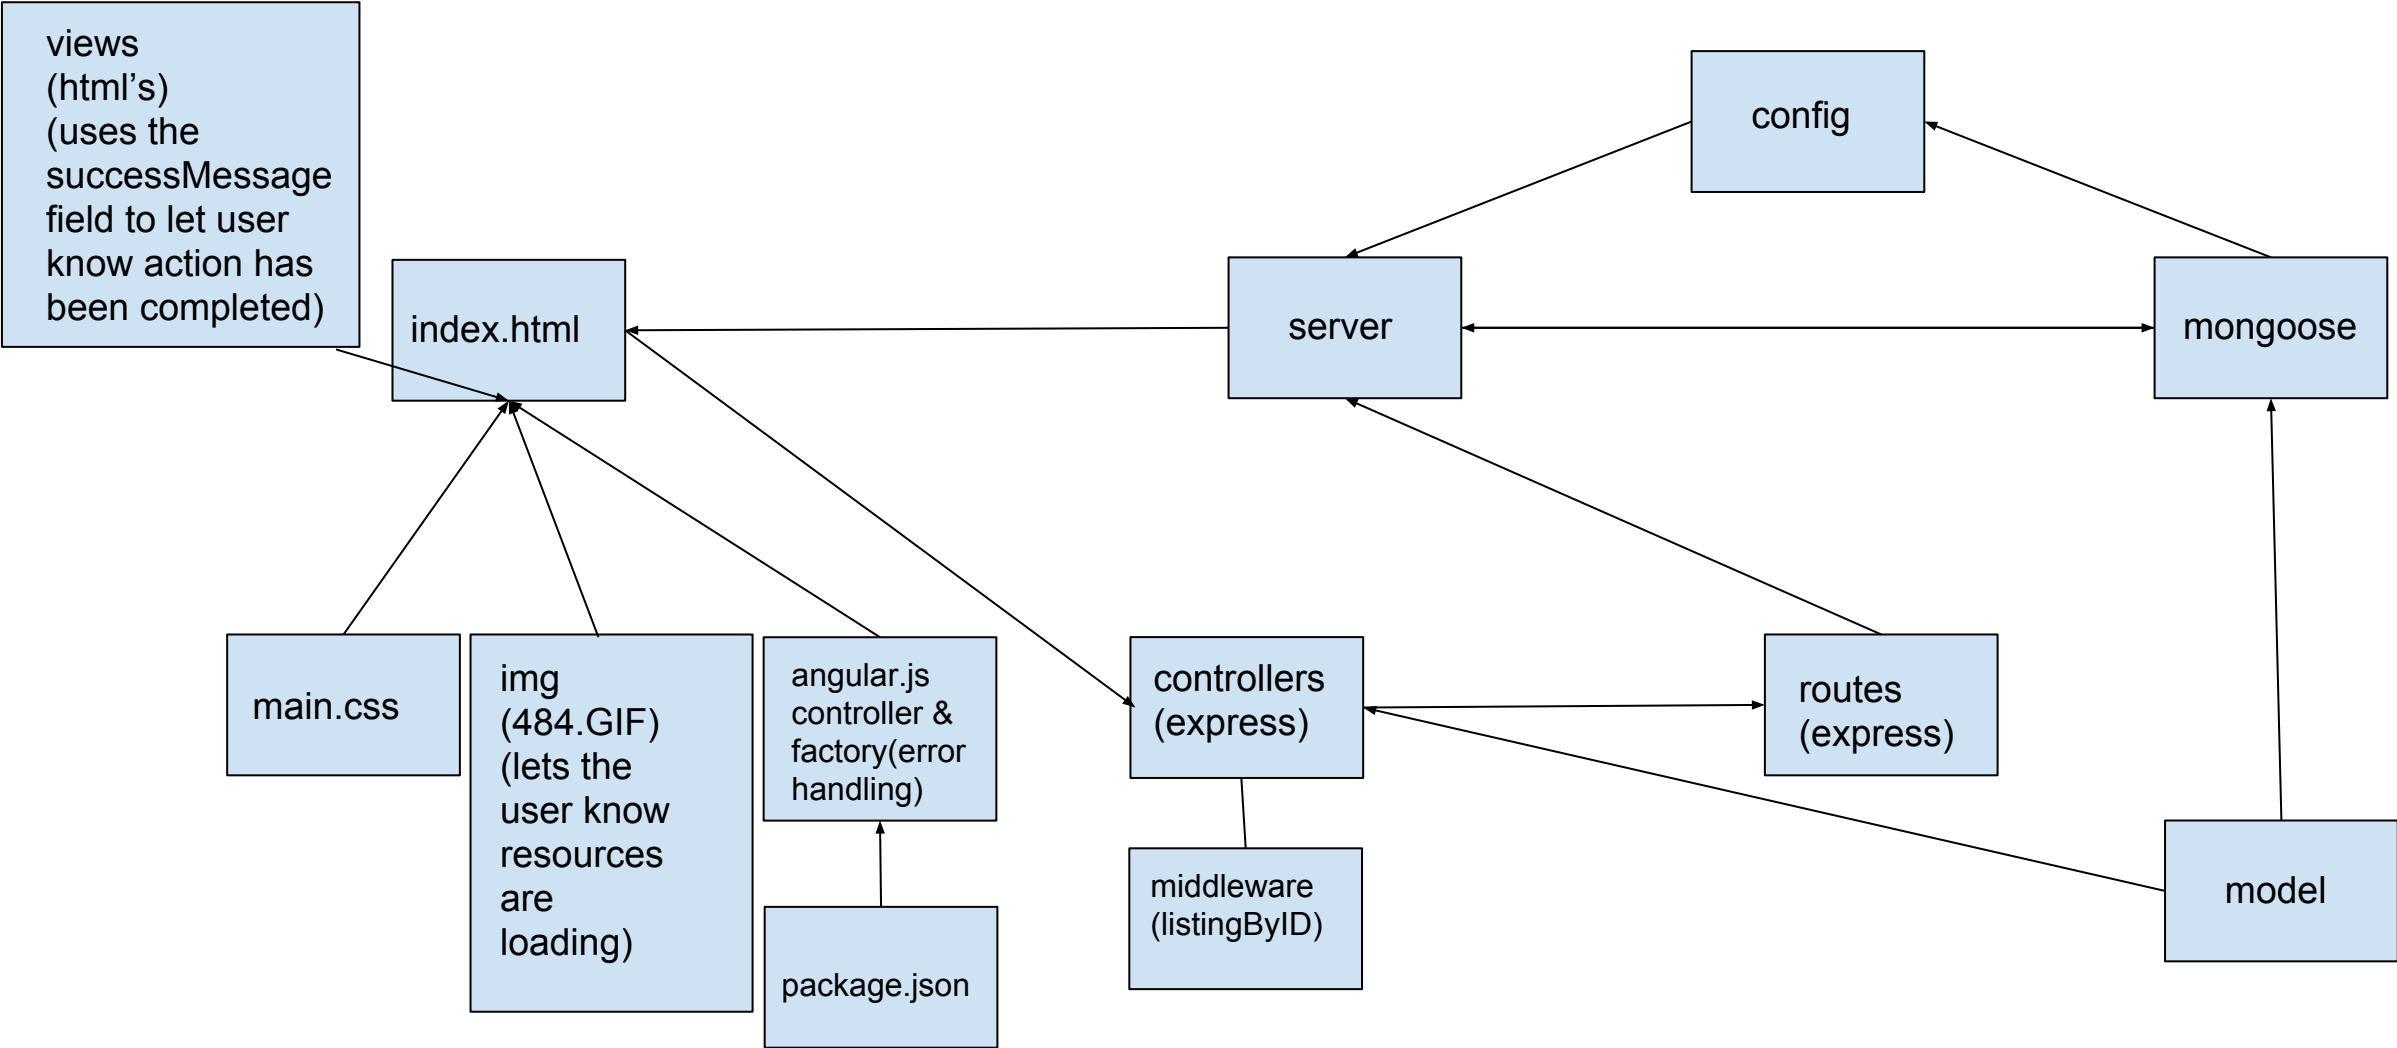 views
(html’s)
(uses the
successMessage
field to let user
know action has
been completed)
config
index.html
server
mongoose
main.css
img
(484.GIF)
(lets the
user know
resources
are
loading)
angular.js
controller &
factory(error
handling)
controllers
(express)
routes
(express)
middleware
(listingByID)
model
package.json